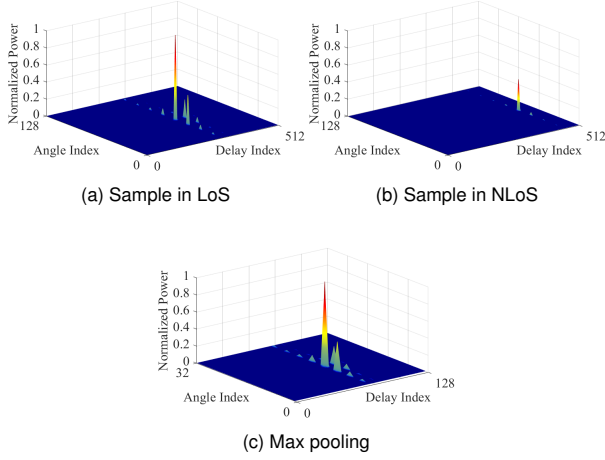 Normalized Power
1
0.8
0.6
0.4
0.2
0
128
Angle Index
0
0
Delay Index
512
(a) Sample in LoS
Normalized Power
1
0.8
0.6
0.4
0.2
0
128
Angle Index
0
0
Delay Index
512
(b) Sample in NLoS
Normalized Power
1
0.8
0.6
0.4
0.2
0
32
Angle Index
0
0
Delay Index
128
(c) Max pooling